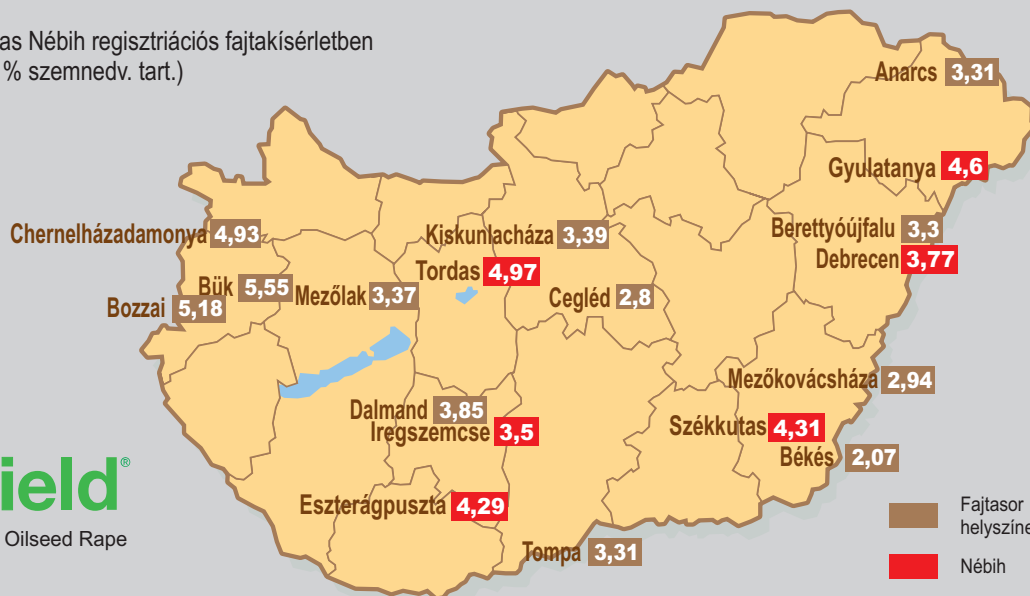 as Nébih regisztriációs fajtakísérletben
% szemnedv. tart.)
Anarcs 3,31
Gyulatanya 4,6
Chernelházadamonya 4,93
Kiskunlacháza 3,39
Berettyóújfalu 3,3
Debrecen 3,77
Tordas 4,97
Bük 5,55
Mezőlak 3,37
Cegléd 2,8
Bozzai 5,18
Mezőkovácsháza 2,94
Dalmand 3,85
Iregszemcse 3,5
Székkutas 4,31
Békés 2,07
Eszterágpuszta 4,29
Tompa 3,31
ield®
Oilseed Rape
Fajtasor
helyszíne
Nébih